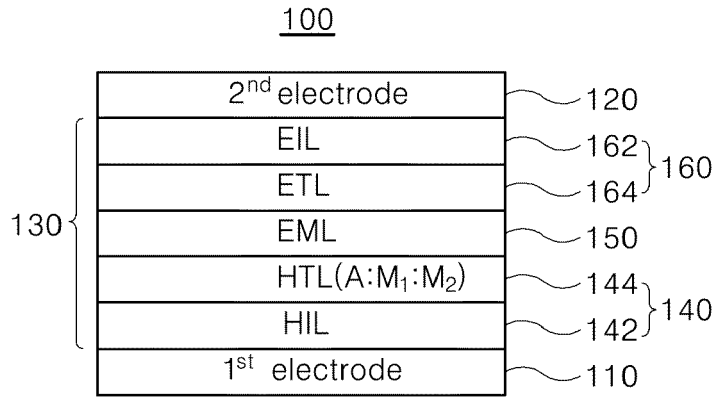 100
2nd electrode 120
EIL 162
160
ETL 164
130
EML 150
HTL(A:M1:M2) 144
140
HIL 142
1st electrode 110